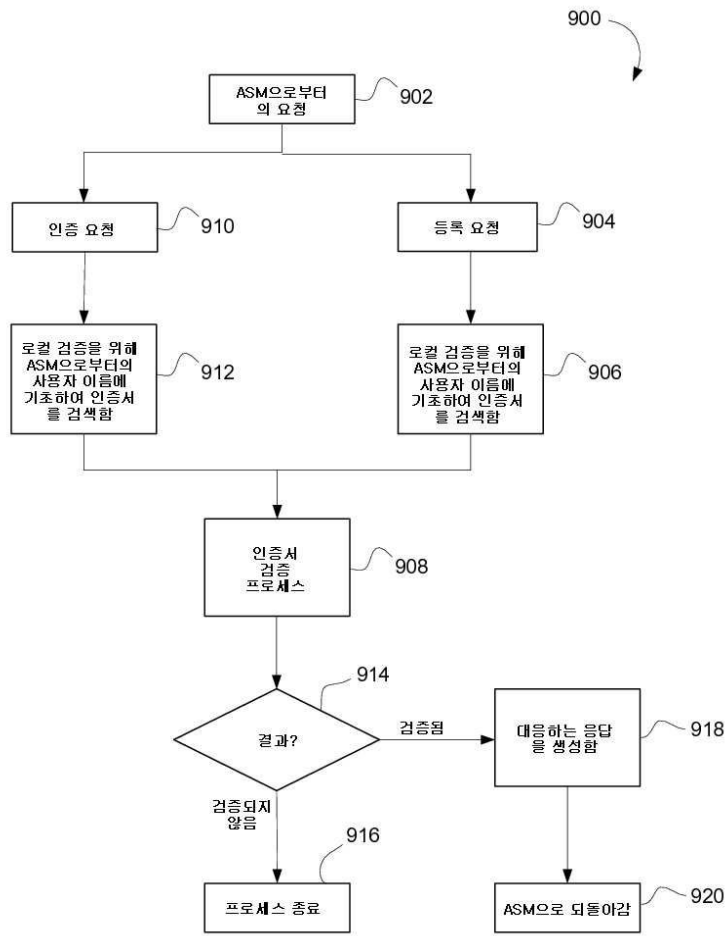 900
ASM으로부터
의 요청
902
인증 요청
910
등록 요청
904
로컬 검증을 위해
ASM으로부터의
사용자 이름에
기초하여 인증서
를 검색함
912
로컬 검증을 위해
ASM으로부터의
사용자 이름에
기초하여 인증서
를 검색함
906
인증서
검증
프로세스
908
914
결과?
검증됨
대응하는 응답
을 생성함
918
검증되지
않음
916
프로세스 종료
ASM으로 되돌아감
920